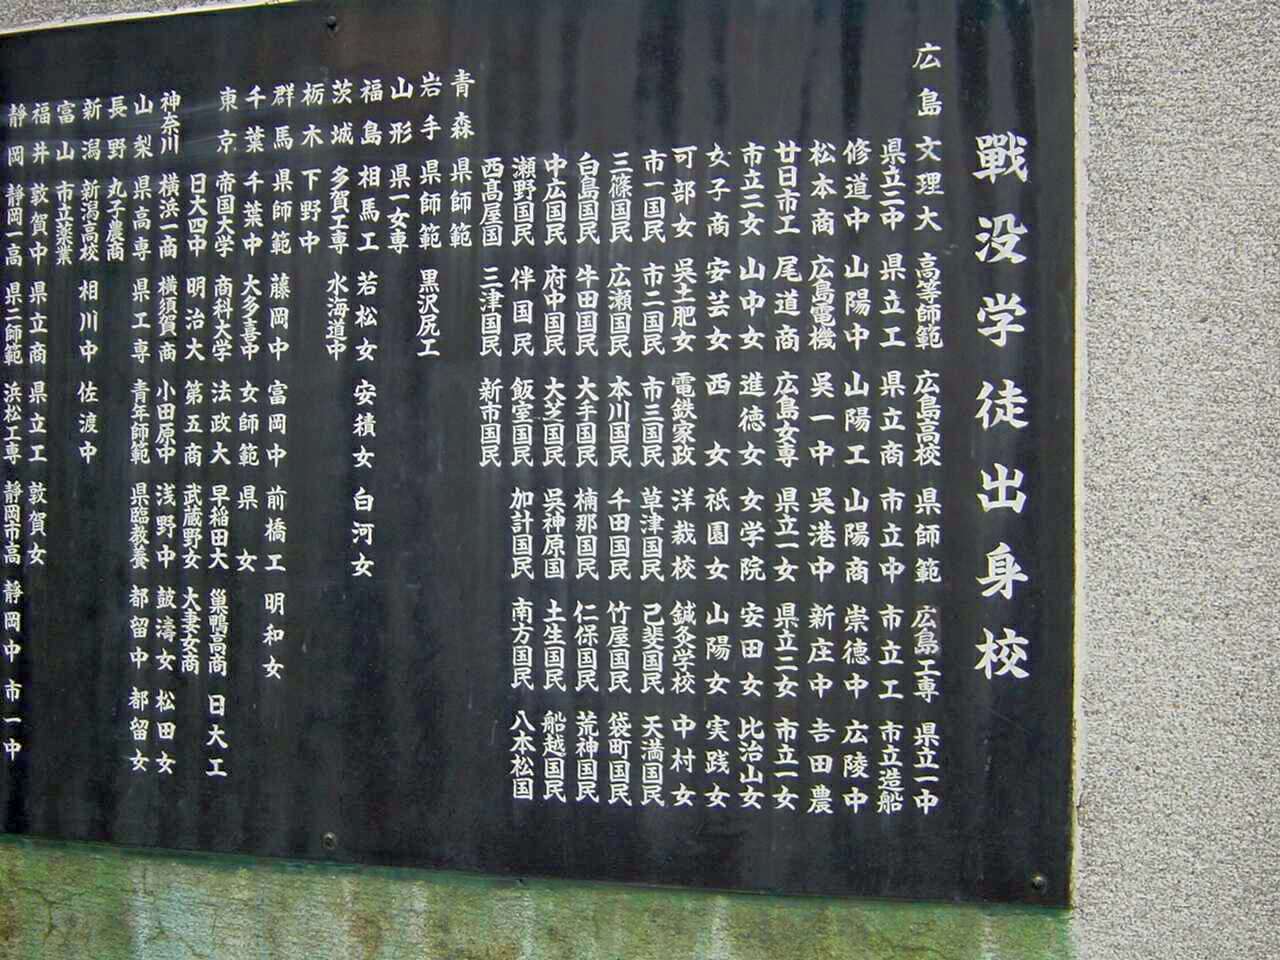 戰没学徒出身校
広島 文理大 高等師範 広島高校 県師範 広島工専 県立一中
県立二中 県立工 県立商 市立中 市立工 市立造船
修道中 山陽中 山陽工 山陽商 崇徳中 広陵中
松本商 広島電機 呉一中 呉港中 新庄中 吉田農
廿日市工 尾道商 広島女専 県立一女 県立二女 市立一女
市立二女 山中女 進徳女 女学院 安田女 比治山女
女子商 安芸女 西女 祇園女 山陽女 実践女
可部女 呉土肥女 電鉄家政 洋裁校 鍼灸学校 中村女
市一国民 市二国民 市三国民 草津国民 己斐国民 天満国民
三篠国民 広瀬国民 本川国民 千田国民 竹屋国民 袋町国民
白島国民 牛田国民 大手国民 楠那国民 仁保国民 荒神国民
中広国民 府中国民 大芝国民 呉神原国 土生国民 船越国民
瀬野国民 伴国民 飯室国民 加計国民 南方国民 八本松国
西高屋国 三津国民 新市国民
青森 県師範
岩手 県師範 黒沢尻工
山形 県一女専
福島 相馬工 若松女 安積女 白河女
茨城 多賀工専 水海道中
栃木 下野中
群馬 県師範 藤岡中 富岡中 前橋工 明和女
千葉 千葉中 大多喜中 女師範 県女
東京 帝国大学 商科大学 法政大 早稲田大 巣鴨高商 日大工
日大四中 明治大 第五商 武蔵野女 大妻女商
神奈川 横浜一商 横須賀商 小田原中 浅野中 鼓濤女 松田女
山梨 県高専 県工専 青年師範 県臨教養 都留中 都留女
長野 丸子農商
新潟 新潟高校 相川中 佐渡中
富山 市立薬業
福井 敦賀中 県立商 県立工 敦賀女
靜岡 静岡一高 県二師範 浜松工専 静岡市高 静岡中 市一中